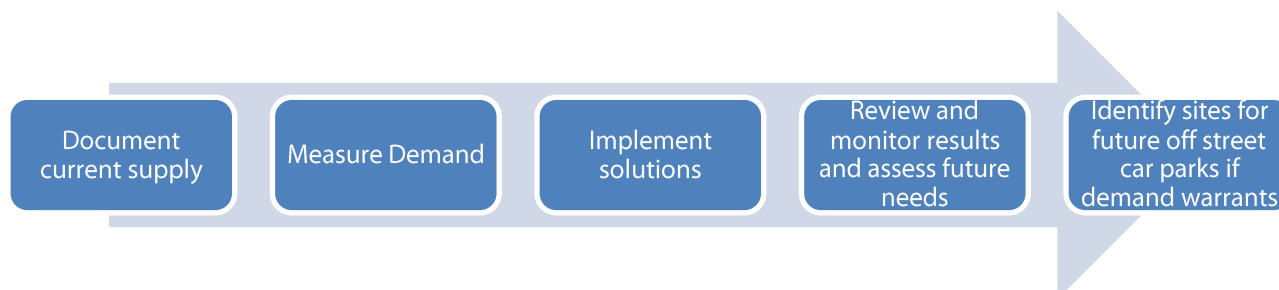 Document
current supply
Measure Demand
Implement
solutions
Review and
monitor results
and assess future
needs
Identify sites for
future off street
car parks if
demand warrants